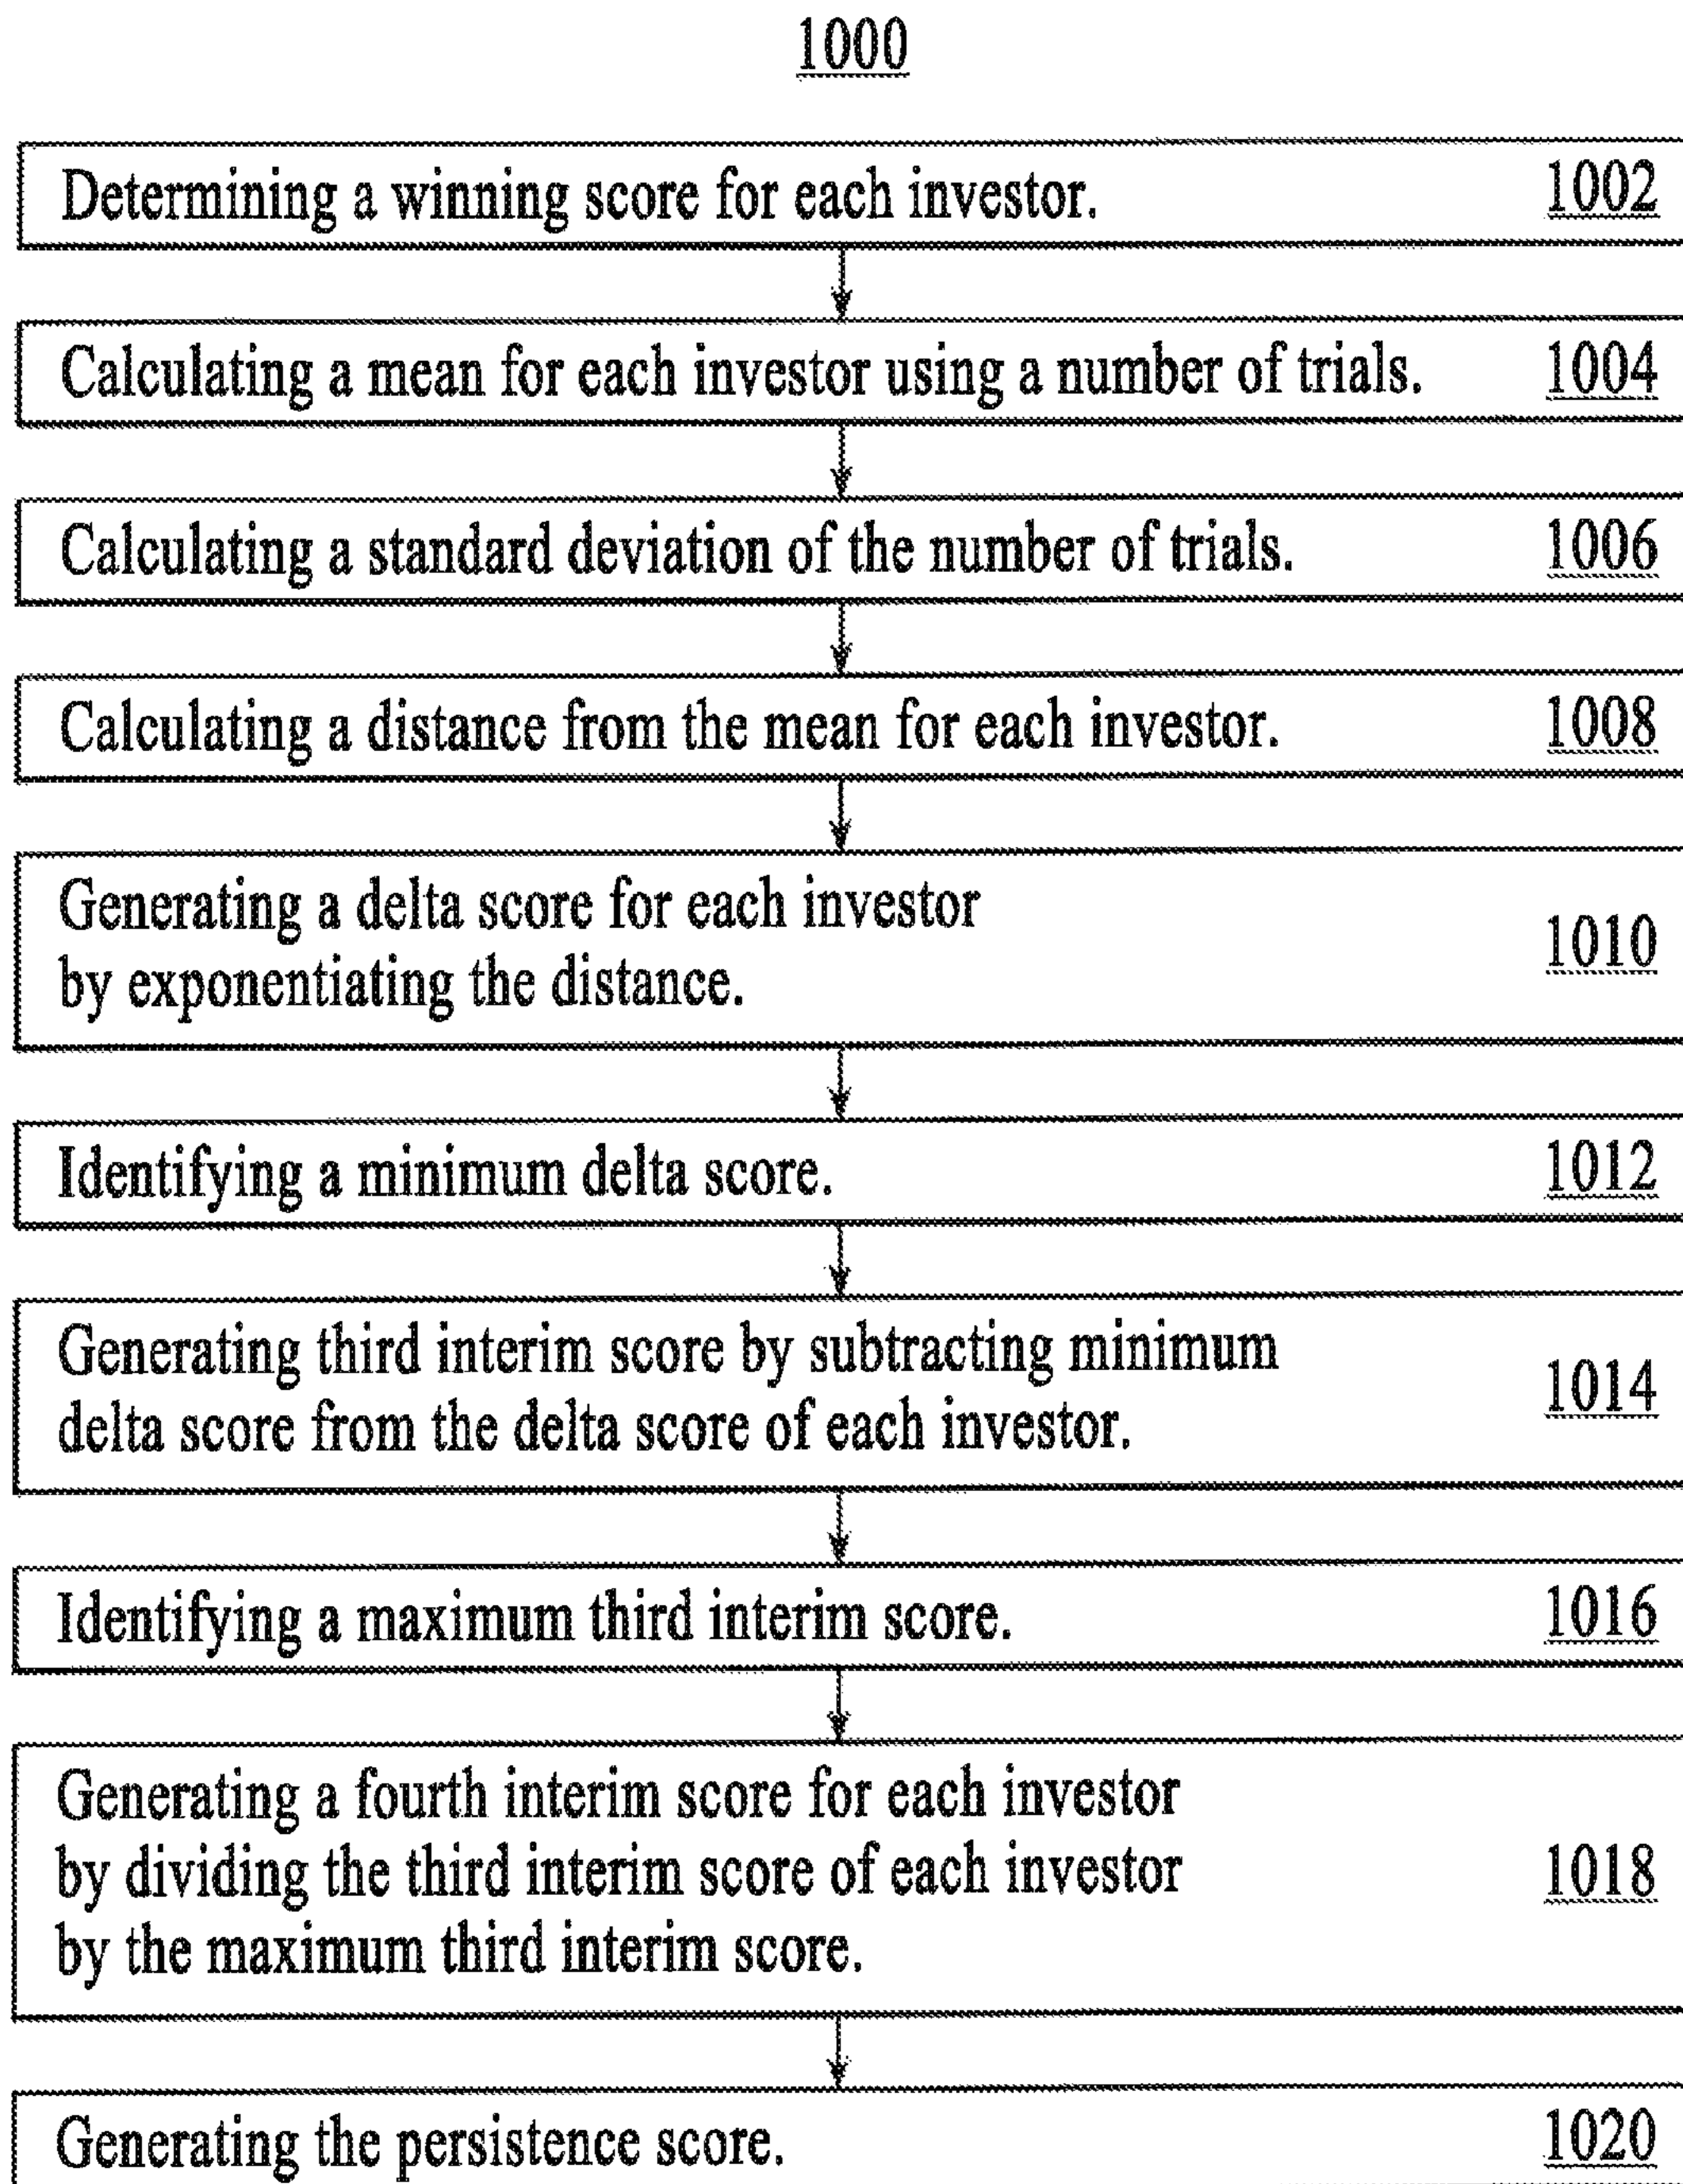 1000
Determining a winning score for each investor. 1002
Calculating a mean for each investor using a number of trials. 1004
Calculating a standard deviation of the number of trials. 1006
Calculating a distance from the mean for each investor. 1008
Generating a delta score for each investor
by exponentiating the distance.
1010
Identifying a minimum delta score. 1012
Generating third interim score by subtracting minimum
delta score from the delta score of each investor.
1014
Identifying a maximum third interim score. 1016
Generating a fourth interim score for each investor
by dividing the third interim score of each investor
by the maximum third interim score.
1018
Generating the persistence score. 1020